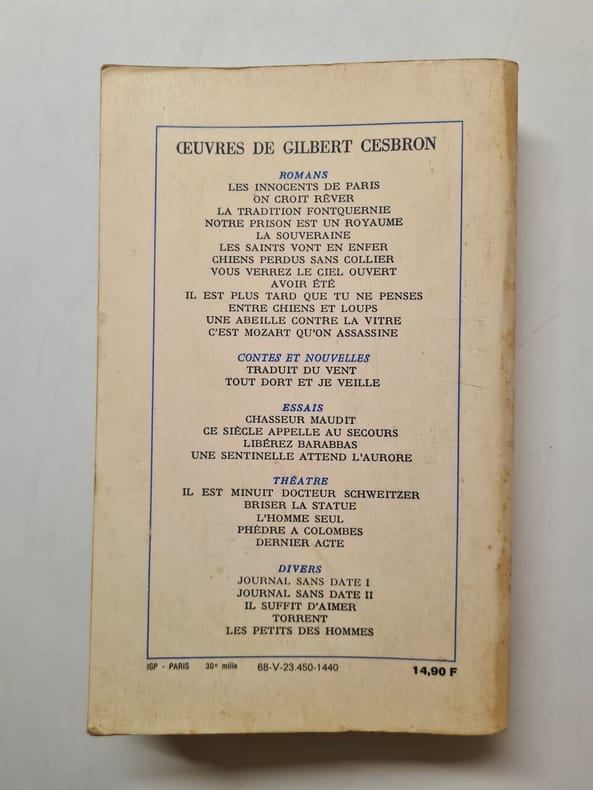 ŒUVRES DE GILBERT CESBRON
ROMANS
LES INNOCENTS DE PARIS
ON CROIT RÊVER
LA TRADITION FONTQUERNIE
NOTRE PRISON EST UN ROYAUME
LA SOUVERAINE
LES SAINTS VONT EN ENFER
CHIENS PERDUS SANS COLLIER
VOUS VERREZ LE CIEL OUVERT
AVOIR ÉTÉ
IL EST PLUS TARD QUE TU NE PENSES
ENTRE CHIENS ET LOUPS
UNE ABEILLE CONTRE LA VITRE
C'EST MOZART QU'ON ASSASSINE
CONTES ET NOUVELLES
TRADUIT DU VENT
TOUT DORT ET JE VEILLE
ESSAIS
CHASSEUR MAUDIT
CE SIÈCLE APPELLE AU SECOURS
LIBÉREZ BARABBAS
UNE SENTINELLE ATTEND L'AURORE
THÉATRE
IL EST MINUIT DOCTEUR SCHWEITZER
BRISER LA STATUE
L'HOMME SEUL
PHÈDRE A COLOMBES
DERNIER ACTE
DIVERS
JOURNAL SANS DATE I
JOURNAL SANS DATE II
IL SUFFIT D'AIMER
TORRENT
LES PETITS DES HOMMES
IGP - PARIS 30e mille 68-V-23.450-1440 14,90 F